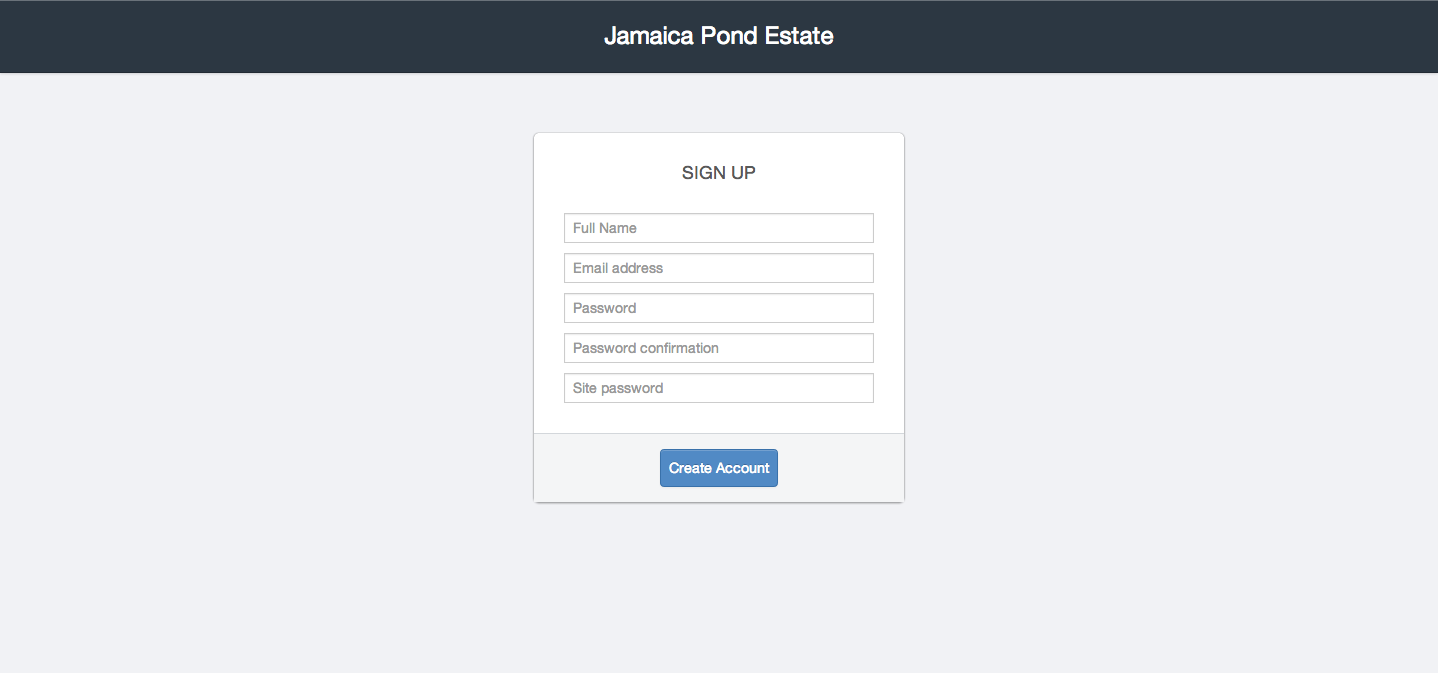 Jamaica Pond Estate
SIGN UP
Full Name
Email address
Password
Password confirmation
Site password
Create Account